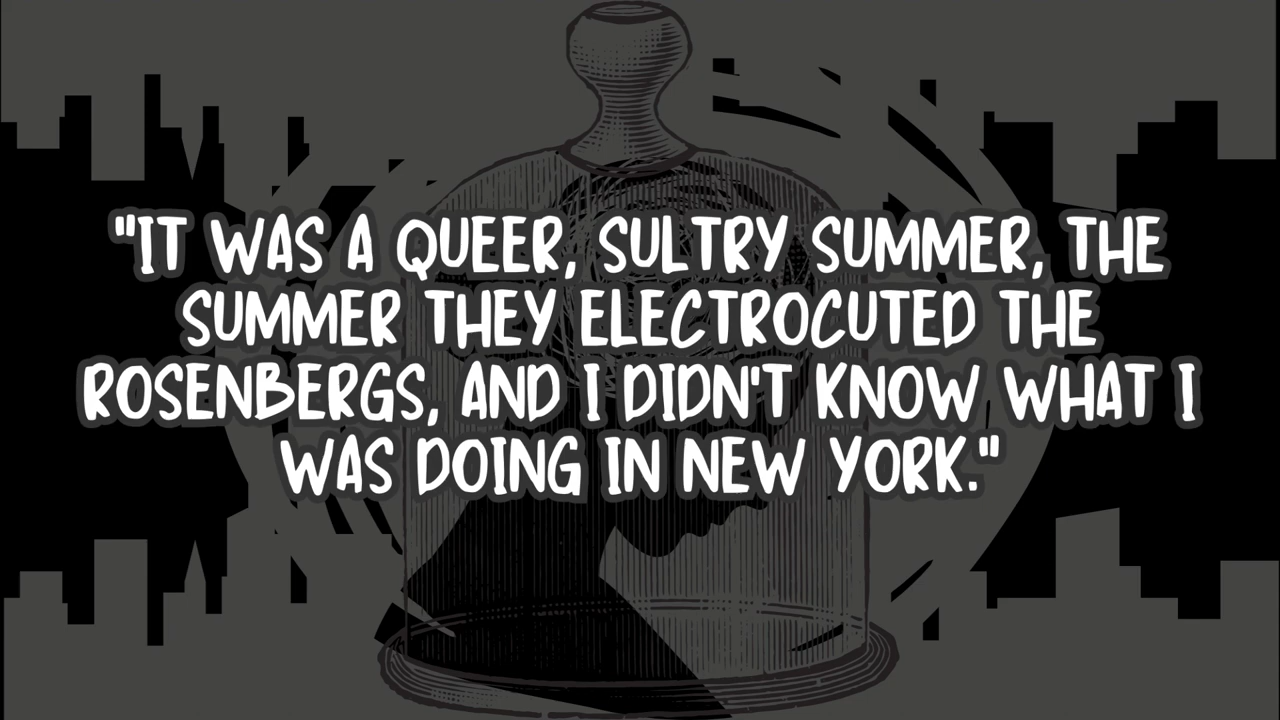 "IT WAS A QUEER, SULTRY SUMMER, THE
SUMMER THEY ELECTROCUTED THE
ROSENBERGS, AND I DIDN'T KNOW WHAT I
WAS DOING IN NEW YORK."